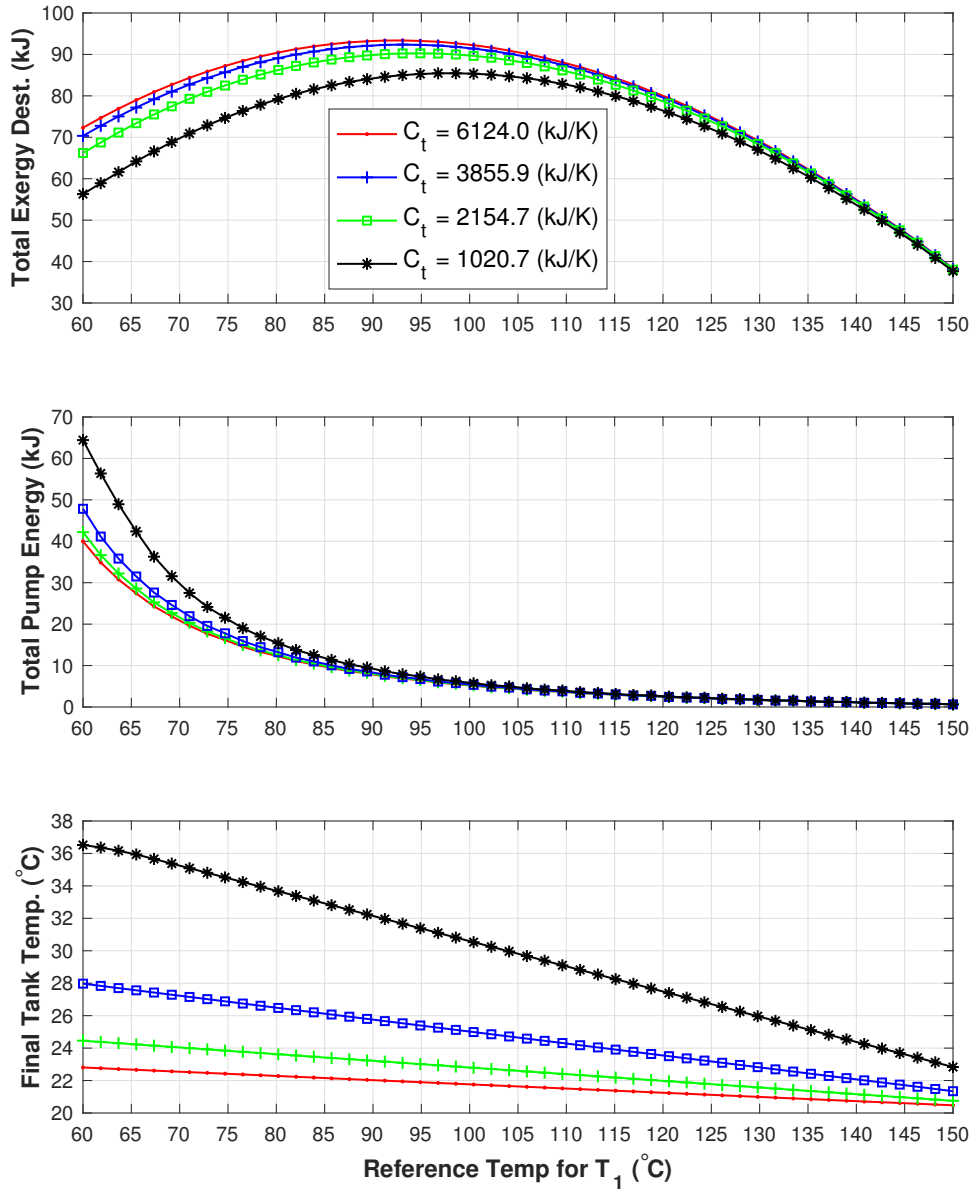 Total Exergy Dest. (kJ)
100
90
80
70
60
50
40
30
C_t = 6124.0 (kJ/K)
C_t = 3855.9 (kJ/K)
C_t = 2154.7 (kJ/K)
C_t = 1020.7 (kJ/K)
60 65 70 75 80 85 90 95 100 105 110 115 120 125 130 135 140 145 150
Total Pump Energy (kJ)
70
60
50
40
30
20
10
0
60 65 70 75 80 85 90 95 100 105 110 115 120 125 130 135 140 145 150
Final Tank Temp. (°C)
38
36
34
32
30
28
26
24
22
20
60 65 70 75 80 85 90 95 100 105 110 115 120 125 130 135 140 145 150
Reference Temp for T_1 (°C)